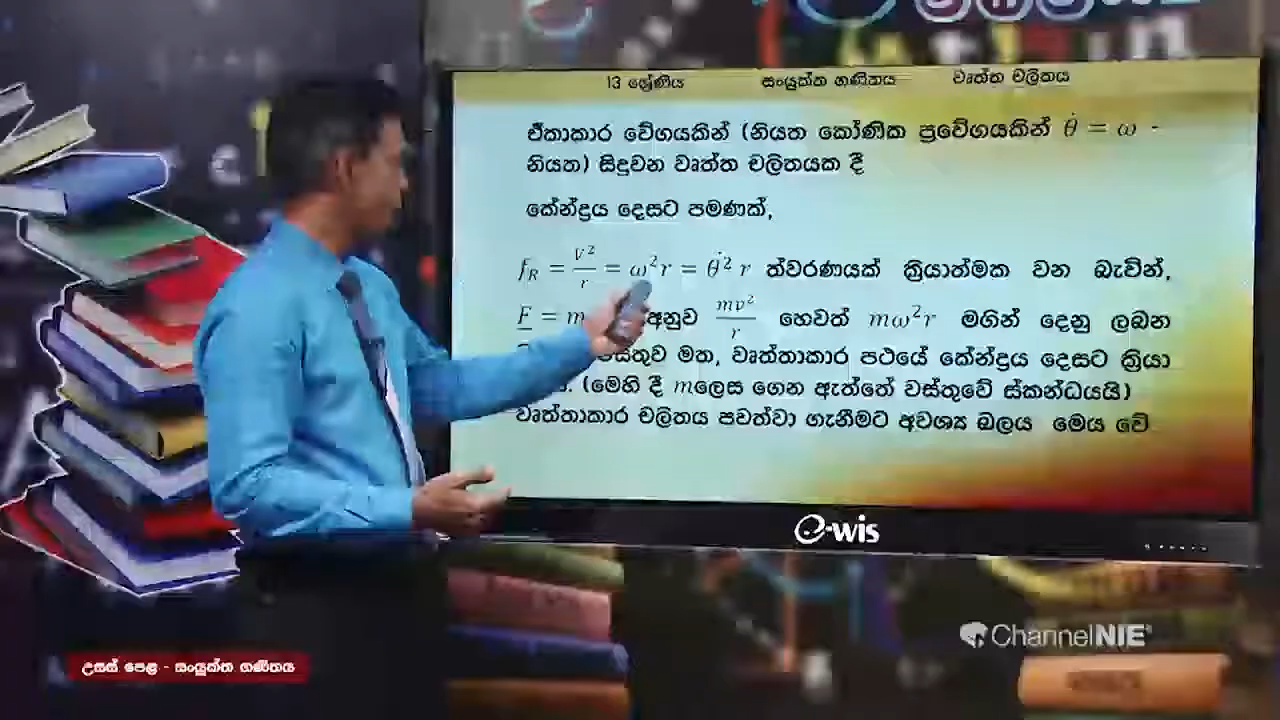 13 ශ්‍රේණිය සංයුක්ත ගණිතය වෘත්ත චලිතය
ඒකාකාර වේගයකින් (නියත කෝණික ප්‍රවේගයකින් θ̇ = ω -
නියත) සිදුවන වෘත්ත චලිතයක දී
කේන්ද්‍රය දෙසට පමණක්,
f_R = V²/r = ω²r = θ̇² r ත්වරණයක් ක්‍රියාත්මක වන බැවින්,
F = m අනුව mv²/r හෙවත් mω²r මගින් දෙනු ලබන
වස්තුව මත, වෘත්තාකාර පථයේ කේන්ද්‍රය දෙසට ක්‍රියා
(මෙහි දී mලෙස ගෙන ඇත්තේ වස්තුවේ ස්කන්ධයයි)
වෘත්තාකාර චලිතය පවත්වා ගැනීමට අවශ්‍ය බලය මෙය වේ
e-wis
ChannelNIE
උසස් පෙළ - සංයුක්ත ගණිතය